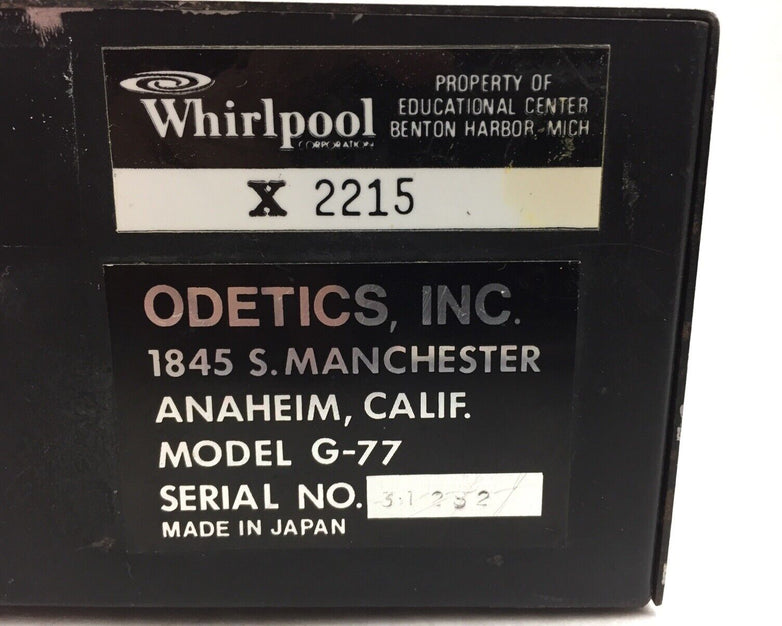 Whirlpool
CORPORATION
PROPERTY OF
EDUCATIONAL CENTER
BENTON HARBOR, MICH
X 2215
ODETICS, INC.
1845 S. MANCHESTER
ANAHEIM, CALIF.
MODEL G-77
SERIAL NO. 31282
MADE IN JAPAN